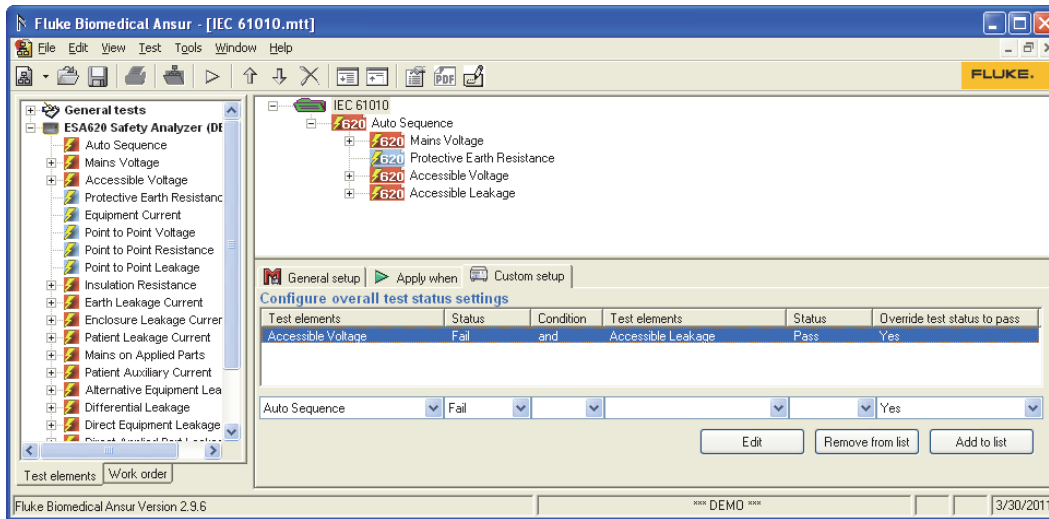 Fluke Biomedical Ansur - [IEC 61010.mtt]
File Edit View Test Tools Window Help
PDF
FLUKE.
General tests
ESA620 Safety Analyzer (DE
Auto Sequence
Mains Voltage
Accessible Voltage
Protective Earth Resistanc
Equipment Current
Point to Point Voltage
Point to Point Resistance
Point to Point Leakage
Insulation Resistance
Earth Leakage Current
Enclosure Leakage Currer
Patient Leakage Current
Mains on Applied Parts
Patient Auxiliary Current
Alternative Equipment Lea
Differential Leakage
Direct Equipment Leakage
Test elements Work order
IEC 61010
620 Auto Sequence
620 Mains Voltage
620 Protective Earth Resistance
620 Accessible Voltage
620 Accessible Leakage
General setup Apply when Custom setup
Configure overall test status settings
Test elements Status Condition Test elements Status Override test status to pass
Accessible Voltage Fail and Accessible Leakage Pass Yes
Auto Sequence Fail Yes
Edit Remove from list Add to list
Fluke Biomedical Ansur Version 2.9.6 *** DEMO *** 3/30/2011